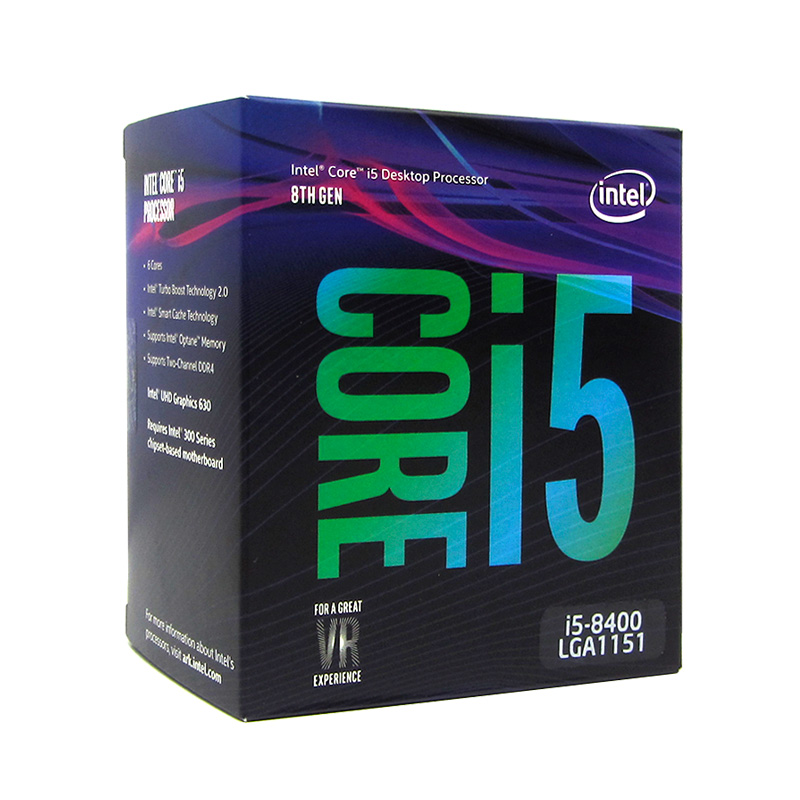 INTEL® CORE™ i5
PROCESSOR
• 6 Cores
• Intel® Turbo Boost Technology 2.0
• Intel® Smart Cache Technology
• Supports Intel® Optane™ Memory
• Supports Two-Channel DDR4
Intel® UHD Graphics 630
Requires Intel® 300 Series
chipset-based motherboard
For more information about Intel's
processors, visit ark.intel.com
Intel® Core™ i5 Desktop Processor
8TH GEN
intel®
CORE i5
FOR A GREAT
VR
EXPERIENCE
i5-8400
LGA1151